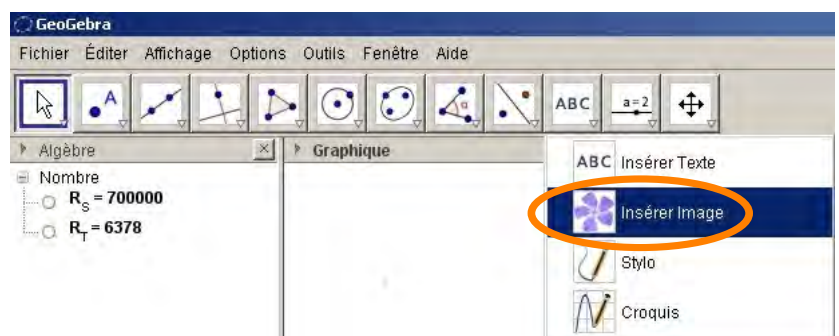 GeoGebra
Fichier Éditer Affichage Options Outils Fenêtre Aide
A α ABC a=2
Algèbre
Graphique
Nombre
R_S = 700000
R_T = 6378
ABC Insérer Texte
Insérer Image
Stylo
Croquis